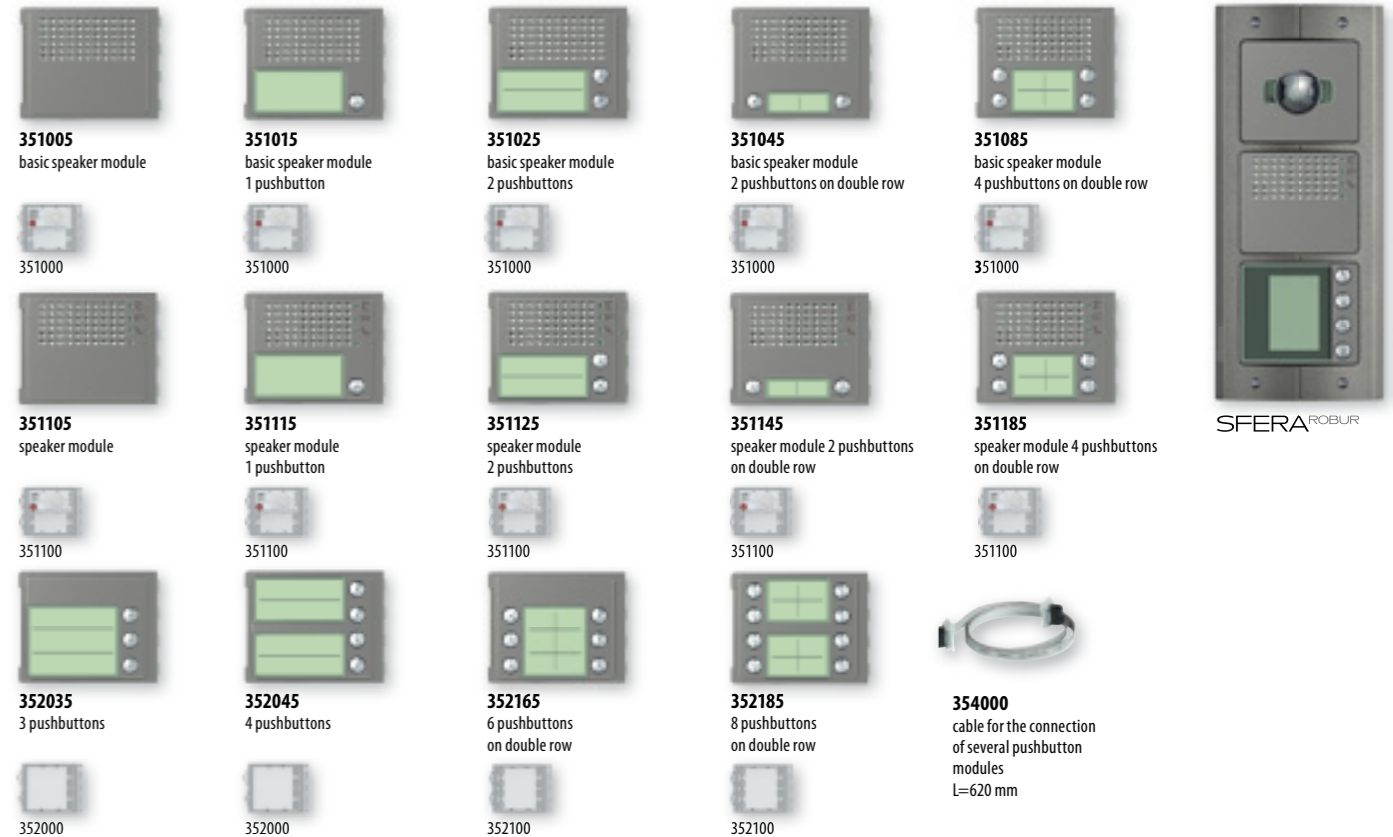 351005
basic speaker module
351015
basic speaker module
1 pushbutton
351025
basic speaker module
2 pushbuttons
351045
basic speaker module
2 pushbuttons on double row
351085
basic speaker module
4 pushbuttons on double row
351000
351000
351000
351000
351000
351105
speaker module
351115
speaker module
1 pushbutton
351125
speaker module
2 pushbuttons
351145
speaker module 2 pushbuttons
on double row
351185
speaker module 4 pushbuttons
on double row
SFERA ROBUR
351100
351100
351100
351100
351100
352035
3 pushbuttons
352045
4 pushbuttons
352165
6 pushbuttons
on double row
352185
8 pushbuttons
on double row
354000
cable for the connection
of several pushbutton
modules
L=620 mm
352000
352000
352100
352100